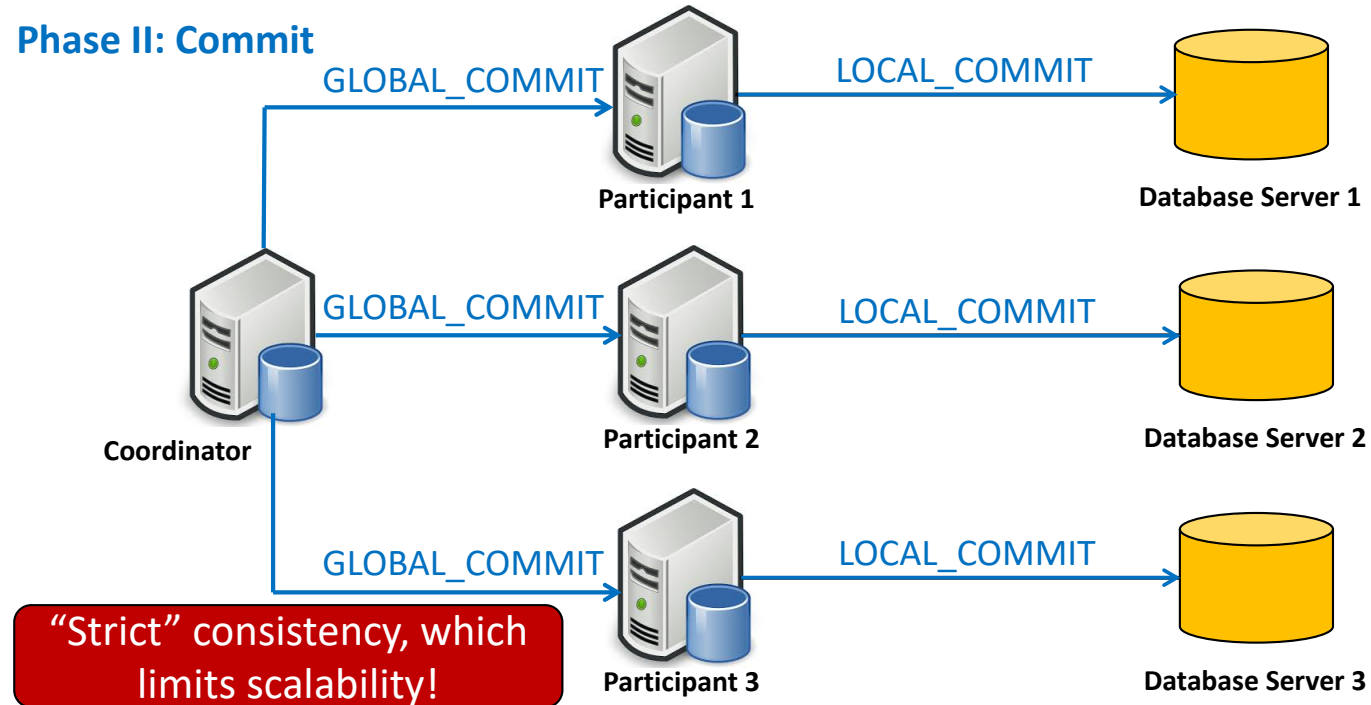 Phase II: Commit
GLOBAL_COMMIT
LOCAL_COMMIT
Participant 1
Database Server 1
GLOBAL_COMMIT
LOCAL_COMMIT
Coordinator
Participant 2
Database Server 2
GLOBAL_COMMIT
LOCAL_COMMIT
“Strict” consistency, which
limits scalability!
Participant 3
Database Server 3